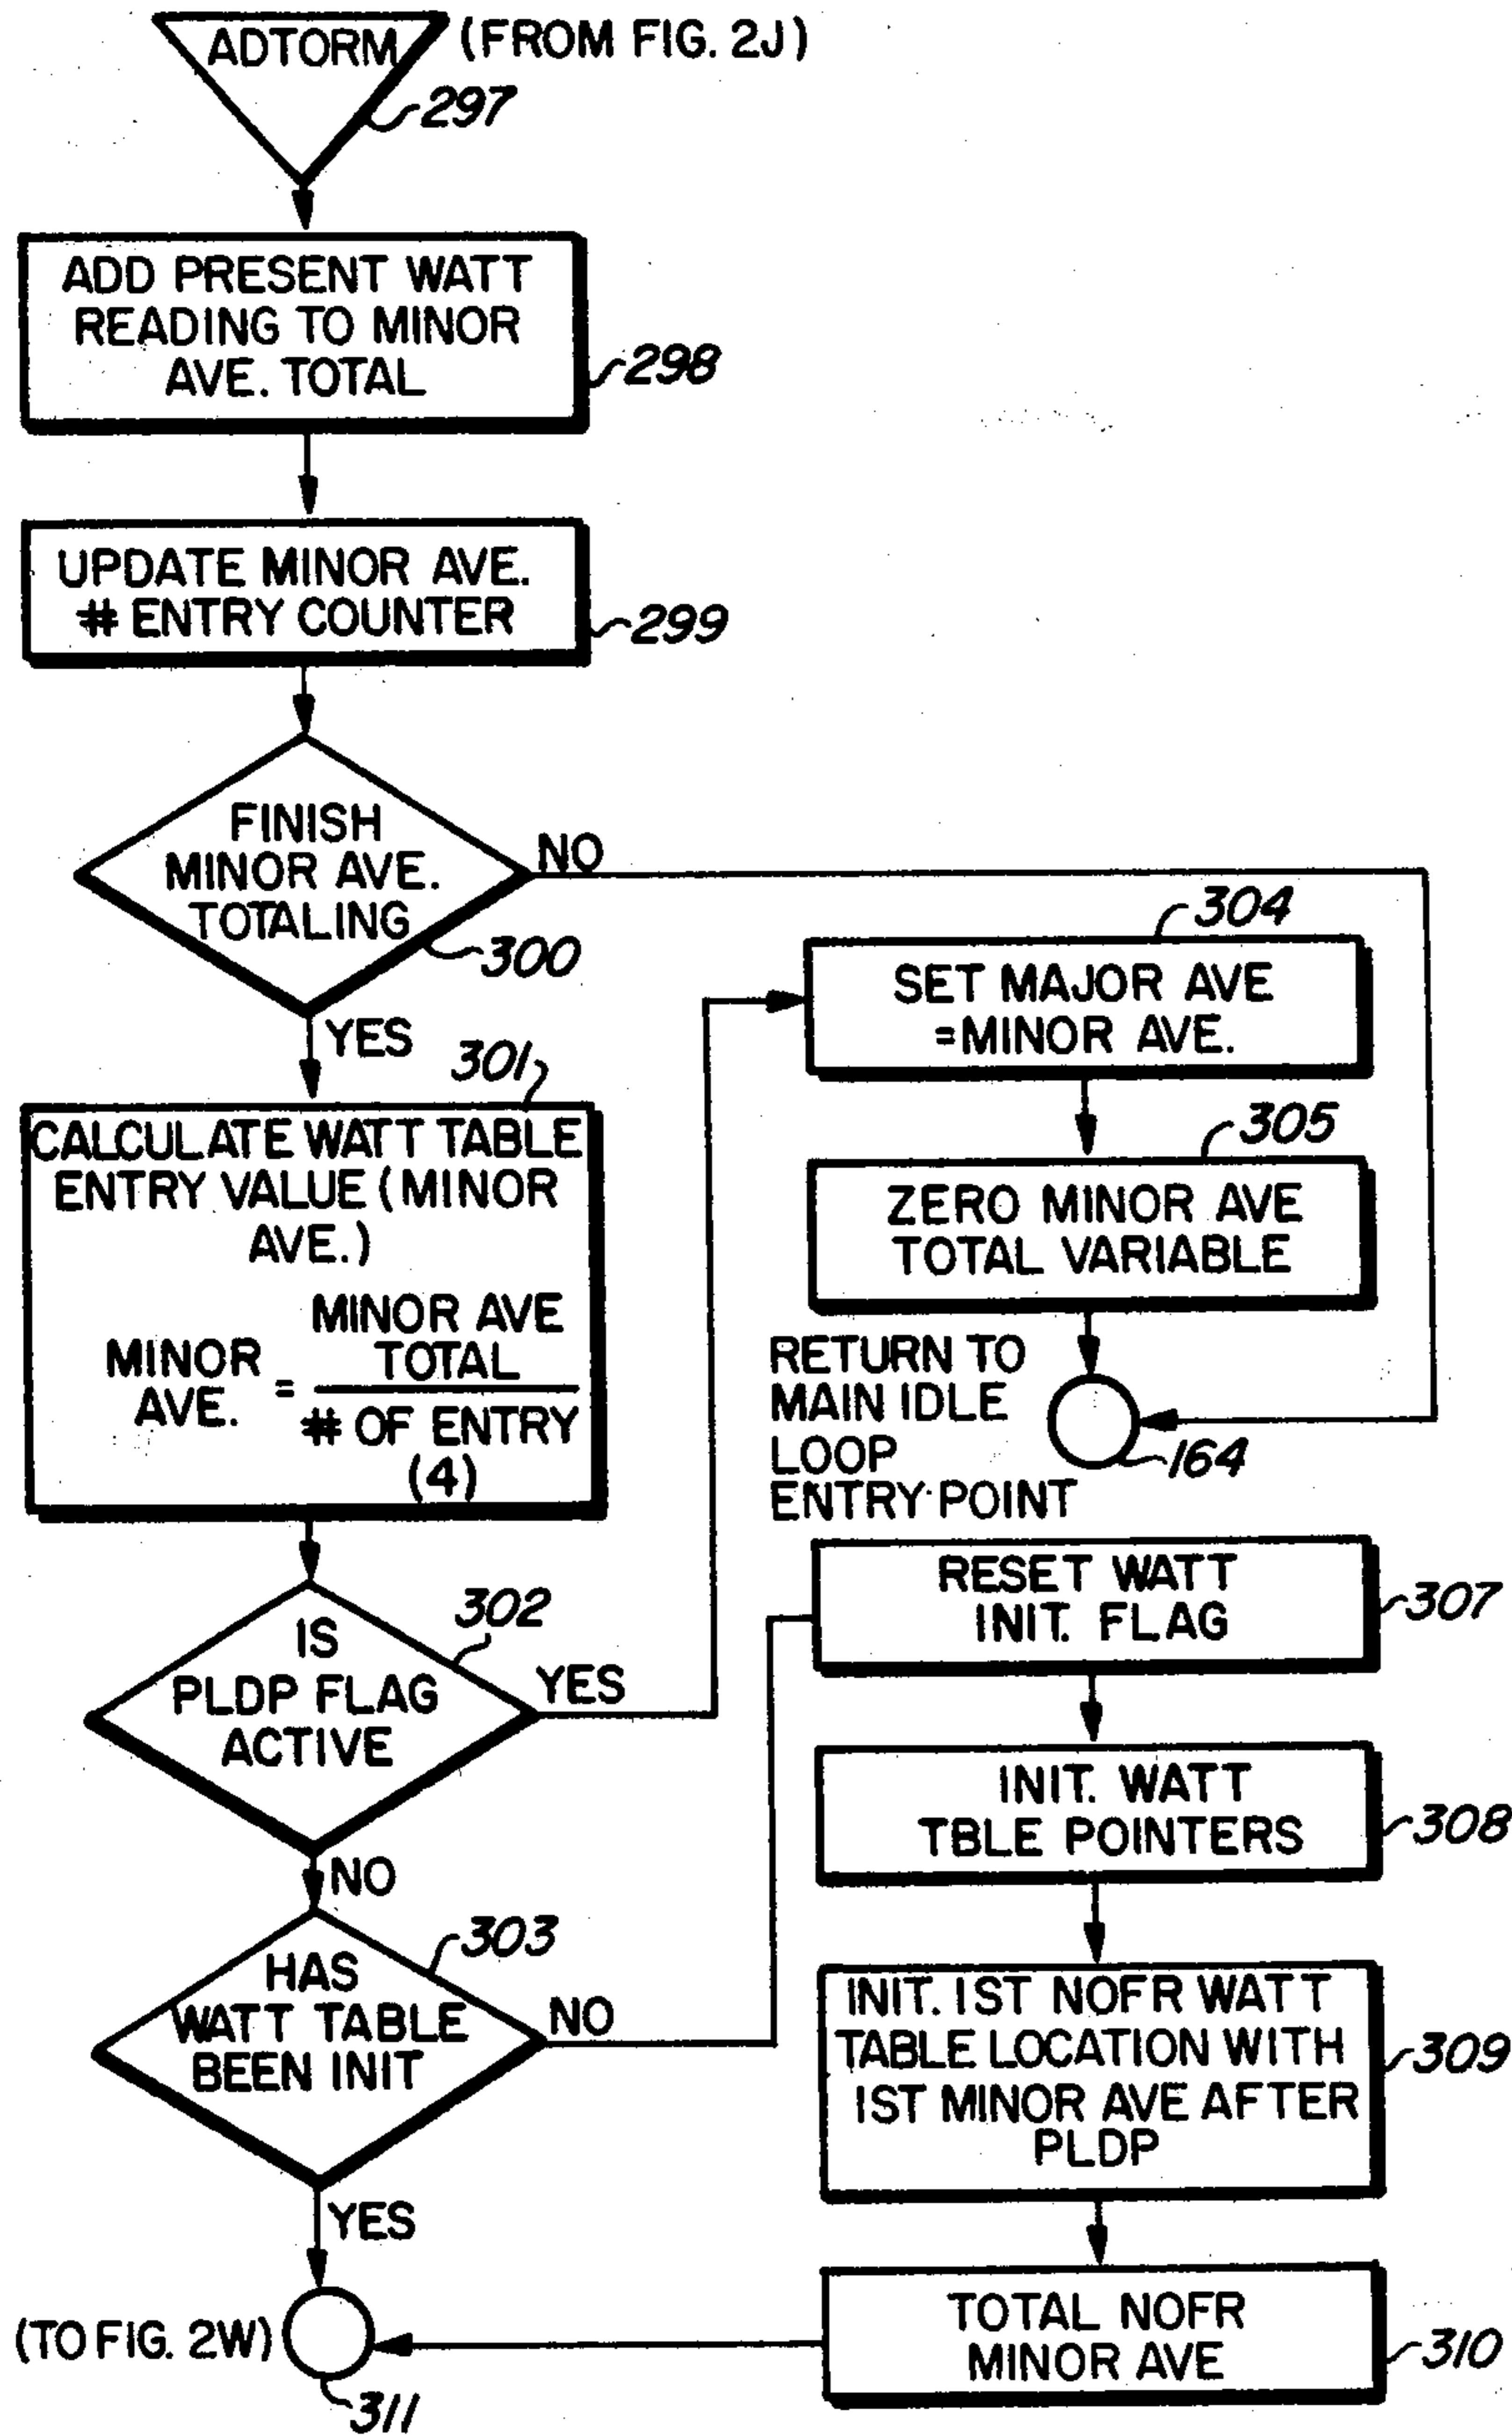 ADTORM
(FROM FIG. 2J)
297
ADD PRESENT WATT
READING TO MINOR
AVE. TOTAL
298
UPDATE MINOR AVE.
# ENTRY COUNTER
299
FINISH
MINOR AVE.
TOTALING
NO
300
YES
301
CALCULATE WATT TABLE
ENTRY VALUE (MINOR
AVE.)
MINOR
AVE.
=
MINOR AVE
TOTAL
# OF ENTRY
(4)
IS
PLDP FLAG
ACTIVE
302
YES
NO
HAS
WATT TABLE
BEEN INIT
303
NO
YES
(TO FIG. 2W)
311
304
SET MAJOR AVE
=MINOR AVE.
305
ZERO MINOR AVE
TOTAL VARIABLE
RETURN TO
MAIN IDLE
LOOP
ENTRY POINT
164
RESET WATT
INIT. FLAG
307
INIT. WATT
TBLE POINTERS
308
INIT. 1ST NOFR WATT
TABLE LOCATION WITH
1ST MINOR AVE AFTER
PLDP
309
TOTAL NOFR
MINOR AVE
310